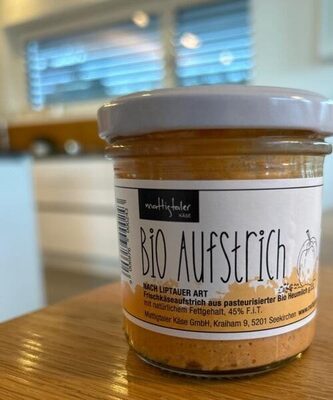 mattigtaler
KÄSE
BiO AUFStRiCH
NACH LIPTAUER ART
Frischkäseaufstrich aus pasteurisierter Bio Heumilch
mit natürlichem Fettgehalt, 45% F.I.T.
Mattigtaler Käse GmbH, Kraiham 9, 5201 Seekirchen